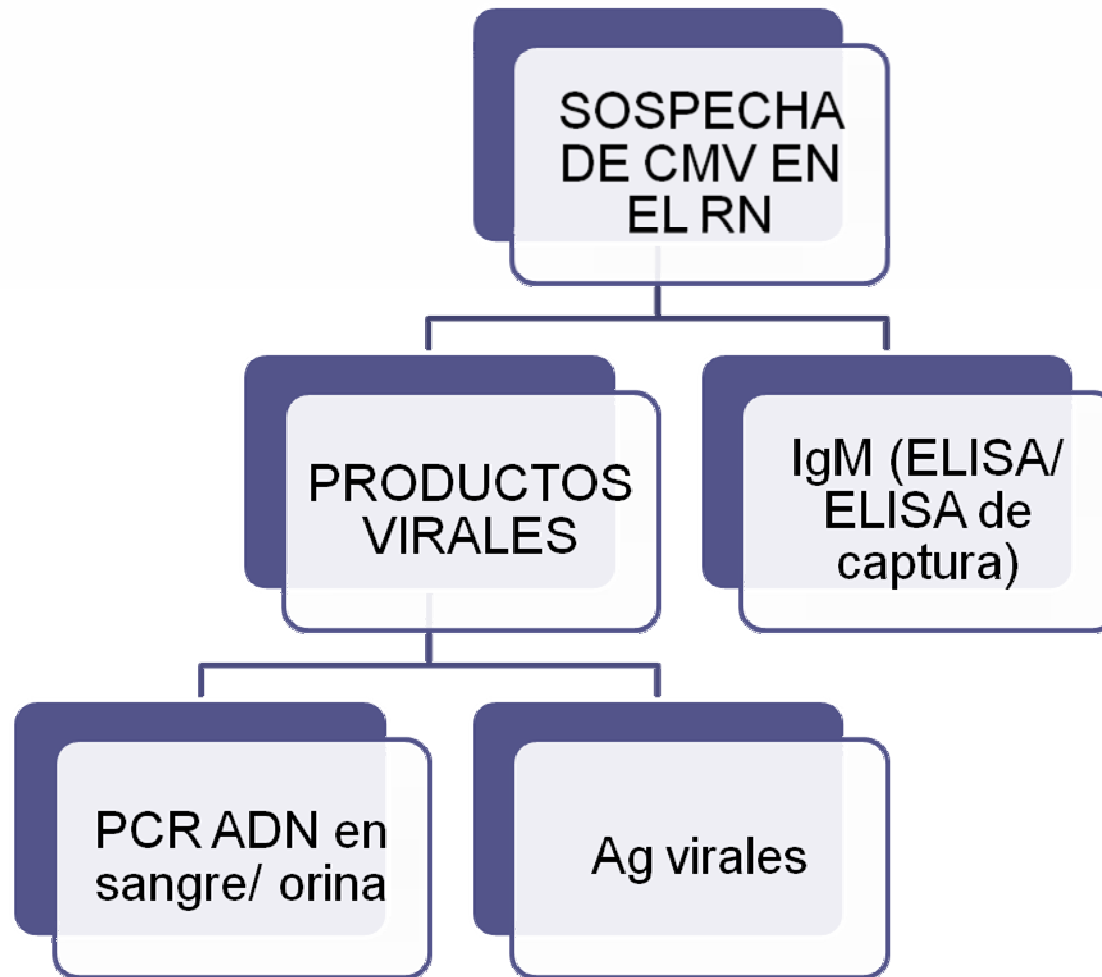 SOSPECHA
DE CMV EN
EL RN
PRODUCTOS
VIRALES
IgM (ELISA/
ELISA de
captura)
PCR ADN en
sangre/ orina
Ag virales